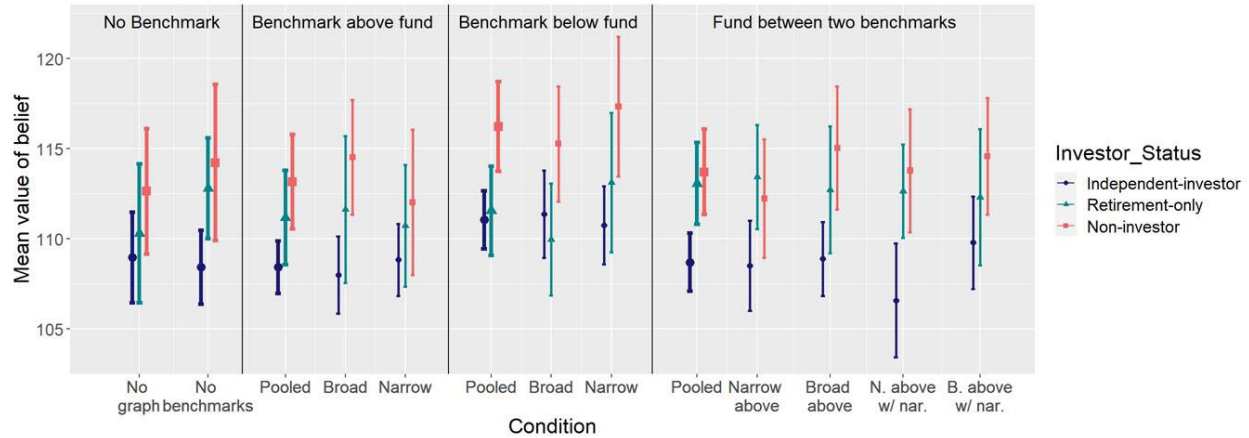 No Benchmark
Benchmark above fund
Benchmark below fund
Fund between two benchmarks
Mean value of belief
120
115
110
105
No graph
No benchmarks
Pooled
Broad
Narrow
Pooled
Broad
Narrow
Pooled
Narrow above
Broad above
N. above w/ nar.
B. above w/ nar.
Condition
Investor_Status
Independent-investor
Retirement-only
Non-investor